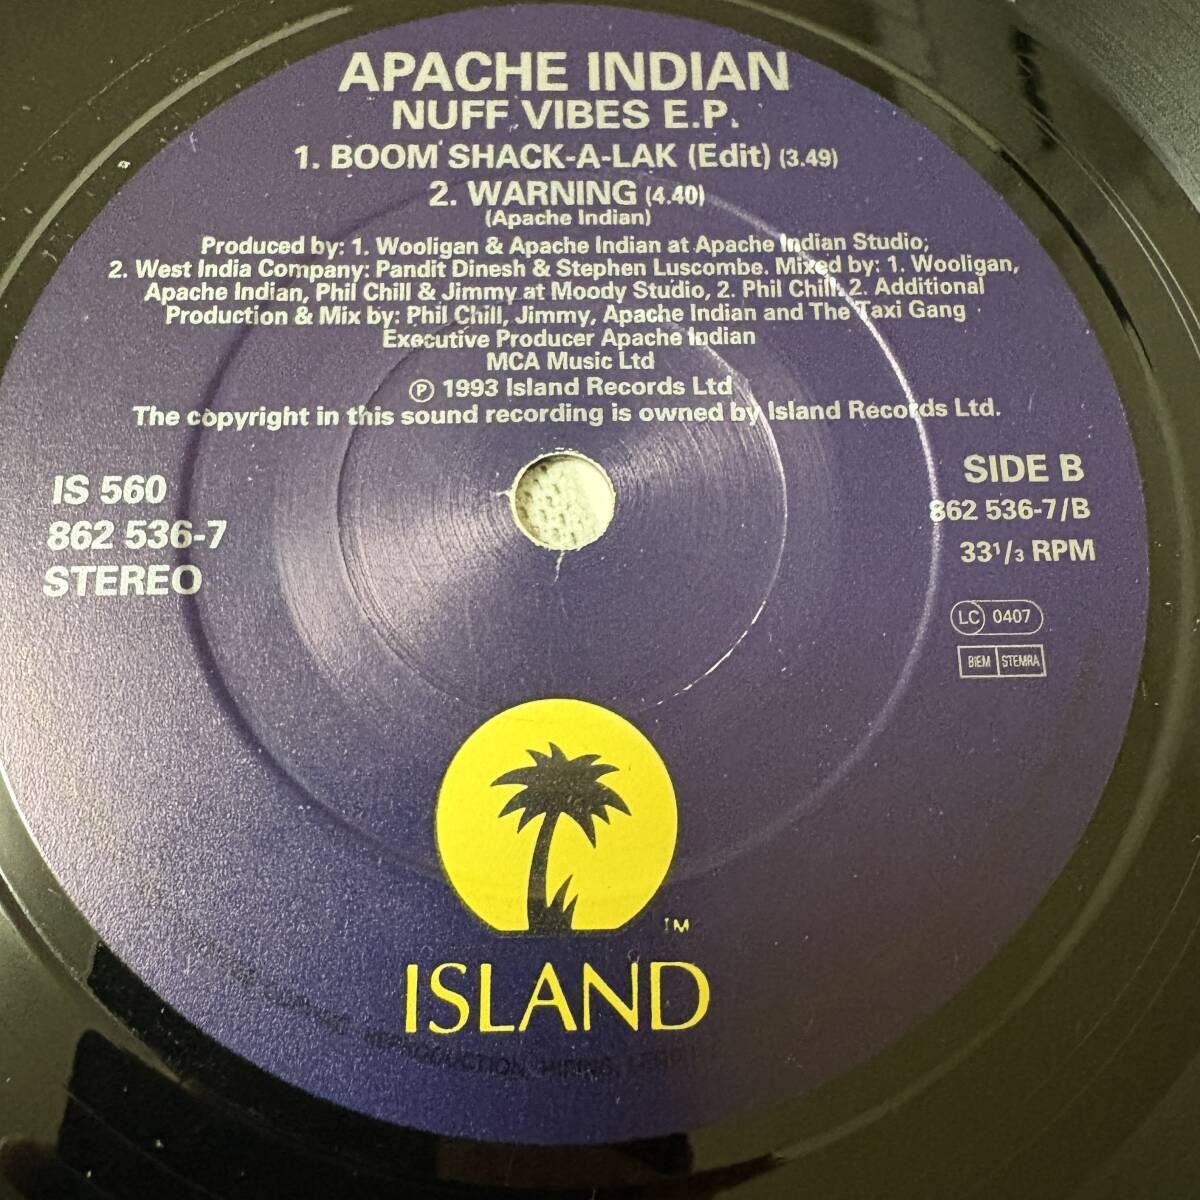 APACHE INDIAN
NUFF VIBES E.P.
1. BOOM SHACK-A-LAK (Edit) (3.49)
2. WARNING (4.40)
(Apache Indian)
Produced by: 1. Wooligan & Apache Indian at Apache Indian Studio;
2. West India Company: Pandit Dinesh & Stephen Luscombe. Mixed by: 1. Wooligan,
Apache Indian, Phil Chill & Jimmy at Moody Studio, 2. Phil Chill. 2. Additional
Production & Mix by: Phil Chill, Jimmy, Apache Indian and The Taxi Gang
Executive Producer Apache Indian
MCA Music Ltd
℗ 1993 Island Records Ltd
The copyright in this sound recording is owned by Island Records Ltd.
IS 560
862 536-7
STEREO
SIDE B
862 536-7/B
33 1/3 RPM
LC 0407
BIEM STEMRA
TM
ISLAND
REPRODUCTION, HIRING,